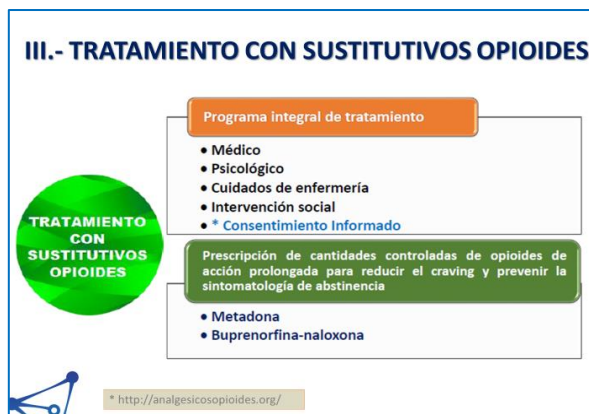 III.- TRATAMIENTO CON SUSTITUTIVOS OPIOIDES
Programa integral de tratamiento
• Médico
• Psicológico
• Cuidados de enfermería
• Intervención social
• * Consentimiento Informado
TRATAMIENTO
CON
SUSTITUTIVOS
OPIOIDES
Prescripción de cantidades controladas de opioides de
acción prolongada para reducir el craving y prevenir la
sintomatología de abstinencia
• Metadona
• Buprenorfina-naloxona
* http://analgesicosopioides.org/